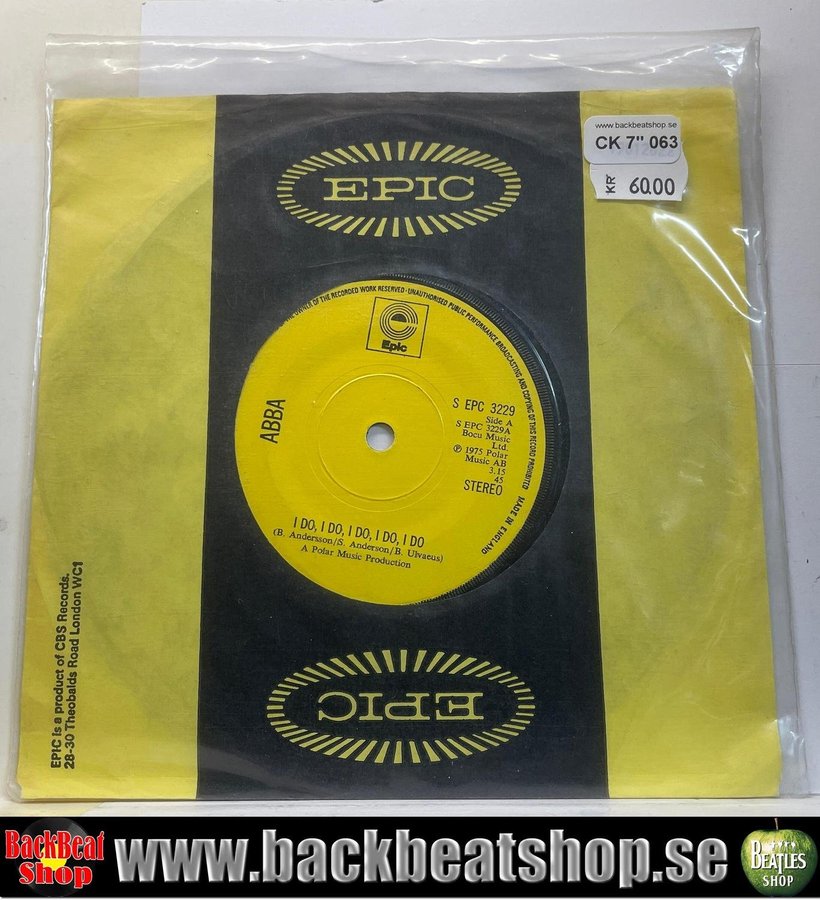 www.backbeatshop.se
CK 7" 063
KR 60.00
EPIC
THE OWNER OF THE RECORDED WORK RESERVED · UNAUTHORISED PUBLIC PERFORMANCE BROADCASTING AND COPYING OF THIS RECORD PROHIBITED
MADE IN ENGLAND
Epic
ABBA
S EPC 3229
Side A
S EPC 3229A
Bocu Music
Ltd.
℗ 1975 Polar
Music AB
3.15
45
STEREO
I DO, I DO, I DO, I DO, I DO
(B. Andersson/S. Anderson/B. Ulvaeus)
A Polar Music Production
EPIC
EPIC is a product of CBS Records.
28-30 Theobalds Road London WC1
BackBeat
Shop
www.backbeatshop.se
BEATLES
SHOP